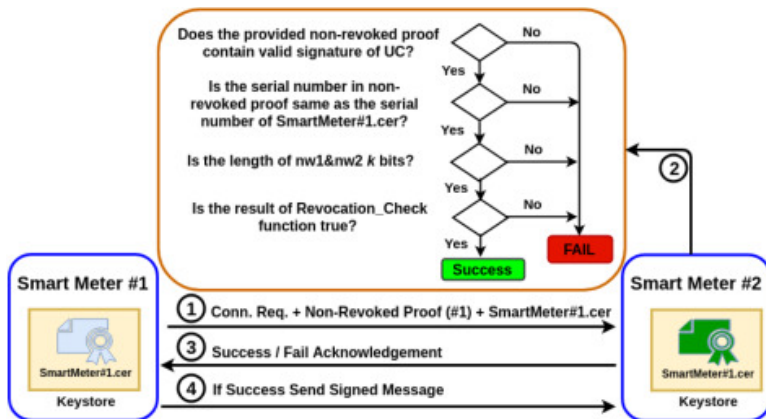 Does the provided non-revoked proof
contain valid signature of UC?
No
Yes
Is the serial number in non-
revoked proof same as the serial
number of SmartMeter#1.cer?
No
Yes
Is the length of nw1&nw2 k bits?
No
Yes
Is the result of Revocation_Check
function true?
No
Yes
Success
FAIL
2
Smart Meter #1
SmartMeter#1.cer
Keystore
1 Conn. Req. + Non-Revoked Proof (#1) + SmartMeter#1.cer
3 Success / Fail Acknowledgement
4 If Success Send Signed Message
Smart Meter #2
SmartMeter#1.cer
Keystore